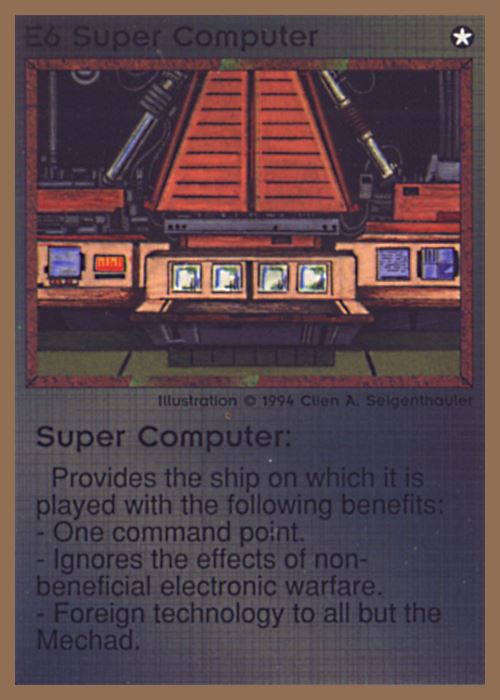 E6 Super Computer
Illustration © 1994 Clien A. Seigenthauler
Super Computer:
Provides the ship on which it is
played with the following benefits:
- One command point.
- Ignores the effects of non-
beneficial electronic warfare.
- Foreign technology to all but the
Mechad.